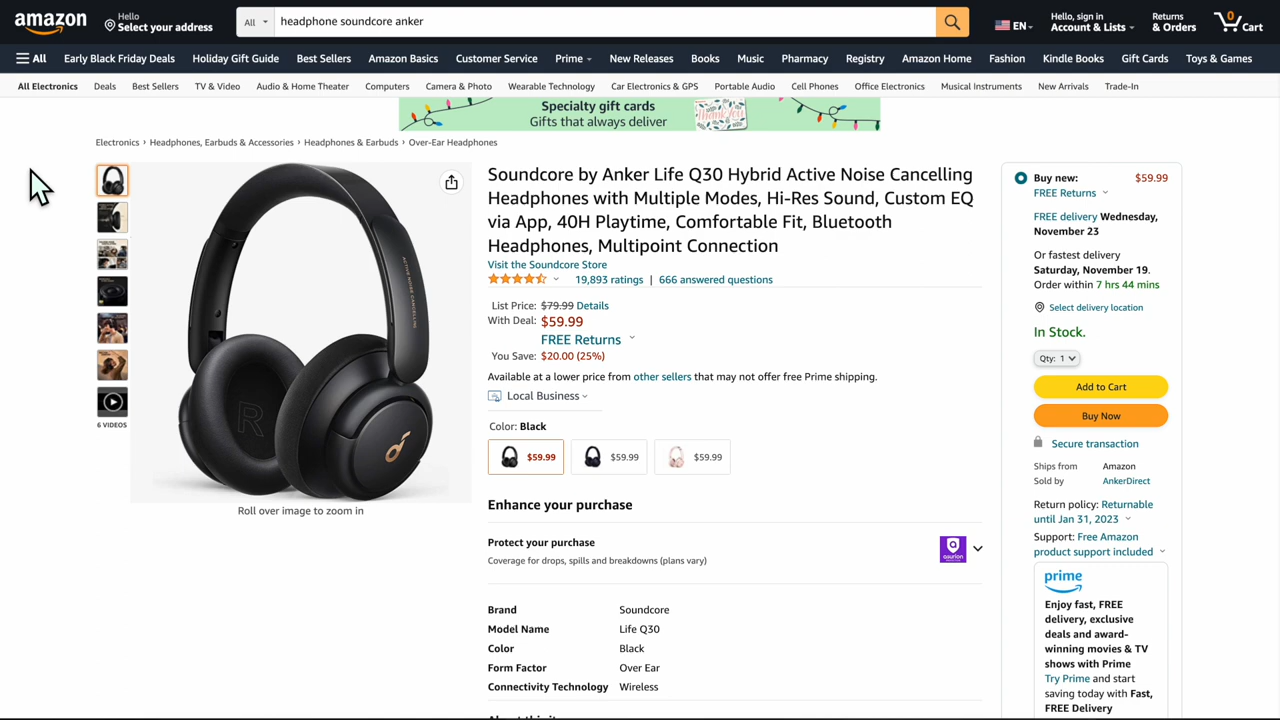 amazon
Hello
Select your address
All
headphone soundcore anker
EN
Hello, sign in
Account & Lists
Returns
& Orders
0
Cart
All
Early Black Friday Deals
Holiday Gift Guide
Best Sellers
Amazon Basics
Customer Service
Prime
New Releases
Books
Music
Pharmacy
Registry
Amazon Home
Fashion
Kindle Books
Gift Cards
Toys & Games
All Electronics
Deals
Best Sellers
TV & Video
Audio & Home Theater
Computers
Camera & Photo
Wearable Technology
Car Electronics & GPS
Portable Audio
Cell Phones
Office Electronics
Musical Instruments
New Arrivals
Trade-In
Specialty gift cards
Gifts that always deliver
Electronics › Headphones, Earbuds & Accessories › Headphones & Earbuds › Over-Ear Headphones
6 VIDEOS
ACTIVE NOISE CANCELLING
R
Roll over image to zoom in
Soundcore by Anker Life Q30 Hybrid Active Noise Cancelling
Headphones with Multiple Modes, Hi-Res Sound, Custom EQ
via App, 40H Playtime, Comfortable Fit, Bluetooth
Headphones, Multipoint Connection
Visit the Soundcore Store
19,893 ratings | 666 answered questions
List Price: $79.99 Details
With Deal: $59.99
FREE Returns
You Save: $20.00 (25%)
Available at a lower price from other sellers that may not offer free Prime shipping.
Local Business
Color: Black
$59.99
$59.99
$59.99
Enhance your purchase
Protect your purchase
Coverage for drops, spills and breakdowns (plans vary)
asurion
Brand Soundcore
Model Name Life Q30
Color Black
Form Factor Over Ear
Connectivity Technology Wireless
About this item
Buy new: $59.99
FREE Returns
FREE delivery Wednesday,
November 23
Or fastest delivery
Saturday, November 19.
Order within 7 hrs 44 mins
Select delivery location
In Stock.
Qty: 1
Add to Cart
Buy Now
Secure transaction
Ships from Amazon
Sold by AnkerDirect
Return policy: Returnable
until Jan 31, 2023
Support: Free Amazon
product support included
prime
Enjoy fast, FREE
delivery, exclusive
deals and award-
winning movies & TV
shows with Prime
Try Prime and start
saving today with Fast,
FREE Delivery